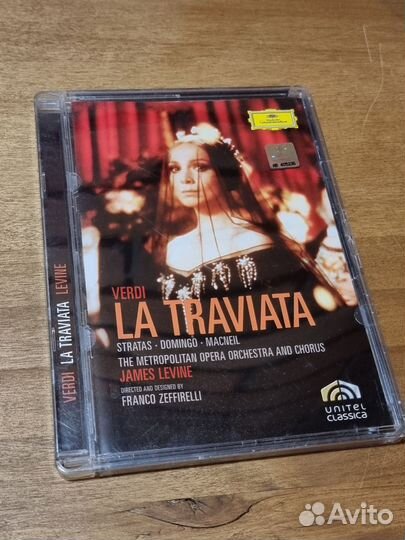 VERDI LA TRAVIATA LEVINE
VERDI
LA TRAVIATA
STRATAS · DOMINGO · MACNEIL
THE METROPOLITAN OPERA ORCHESTRA AND CHORUS
JAMES LEVINE
DIRECTED AND DESIGNED BY
FRANCO ZEFFIRELLI
UNITEL
CLASSICA
Avito